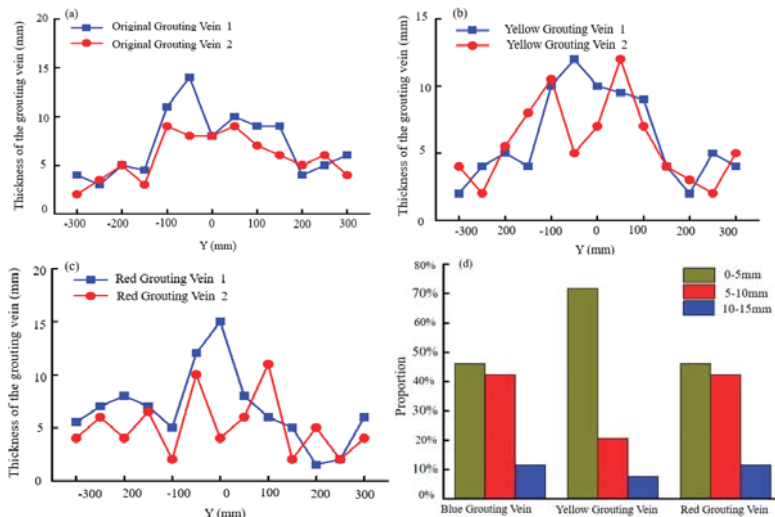 (a)
Original Grouting Vein 1
Original Grouting Vein 2
Thickness of the grouting vein (mm)
20
15
10
5
0
-300 -200 -100 0 100 200 300
Y (mm)
(b)
Yellow Grouting Vein 1
Yellow Grouting Vein 2
Thickness of the grouting vein (mm)
15
10
5
0
-300 -200 -100 0 100 200 300
Y (mm)
(c)
Red Grouting Vein 1
Red Grouting Vein 2
Thickness of the grouting vein (mm)
20
15
10
5
0
-300 -200 -100 0 100 200 300
Y (mm)
(d)
0-5mm
5-10mm
10-15mm
Proportion
80%
70%
60%
50%
40%
30%
20%
10%
0%
Blue Grouting Vein Yellow Grouting Vein Red Grouting Vein